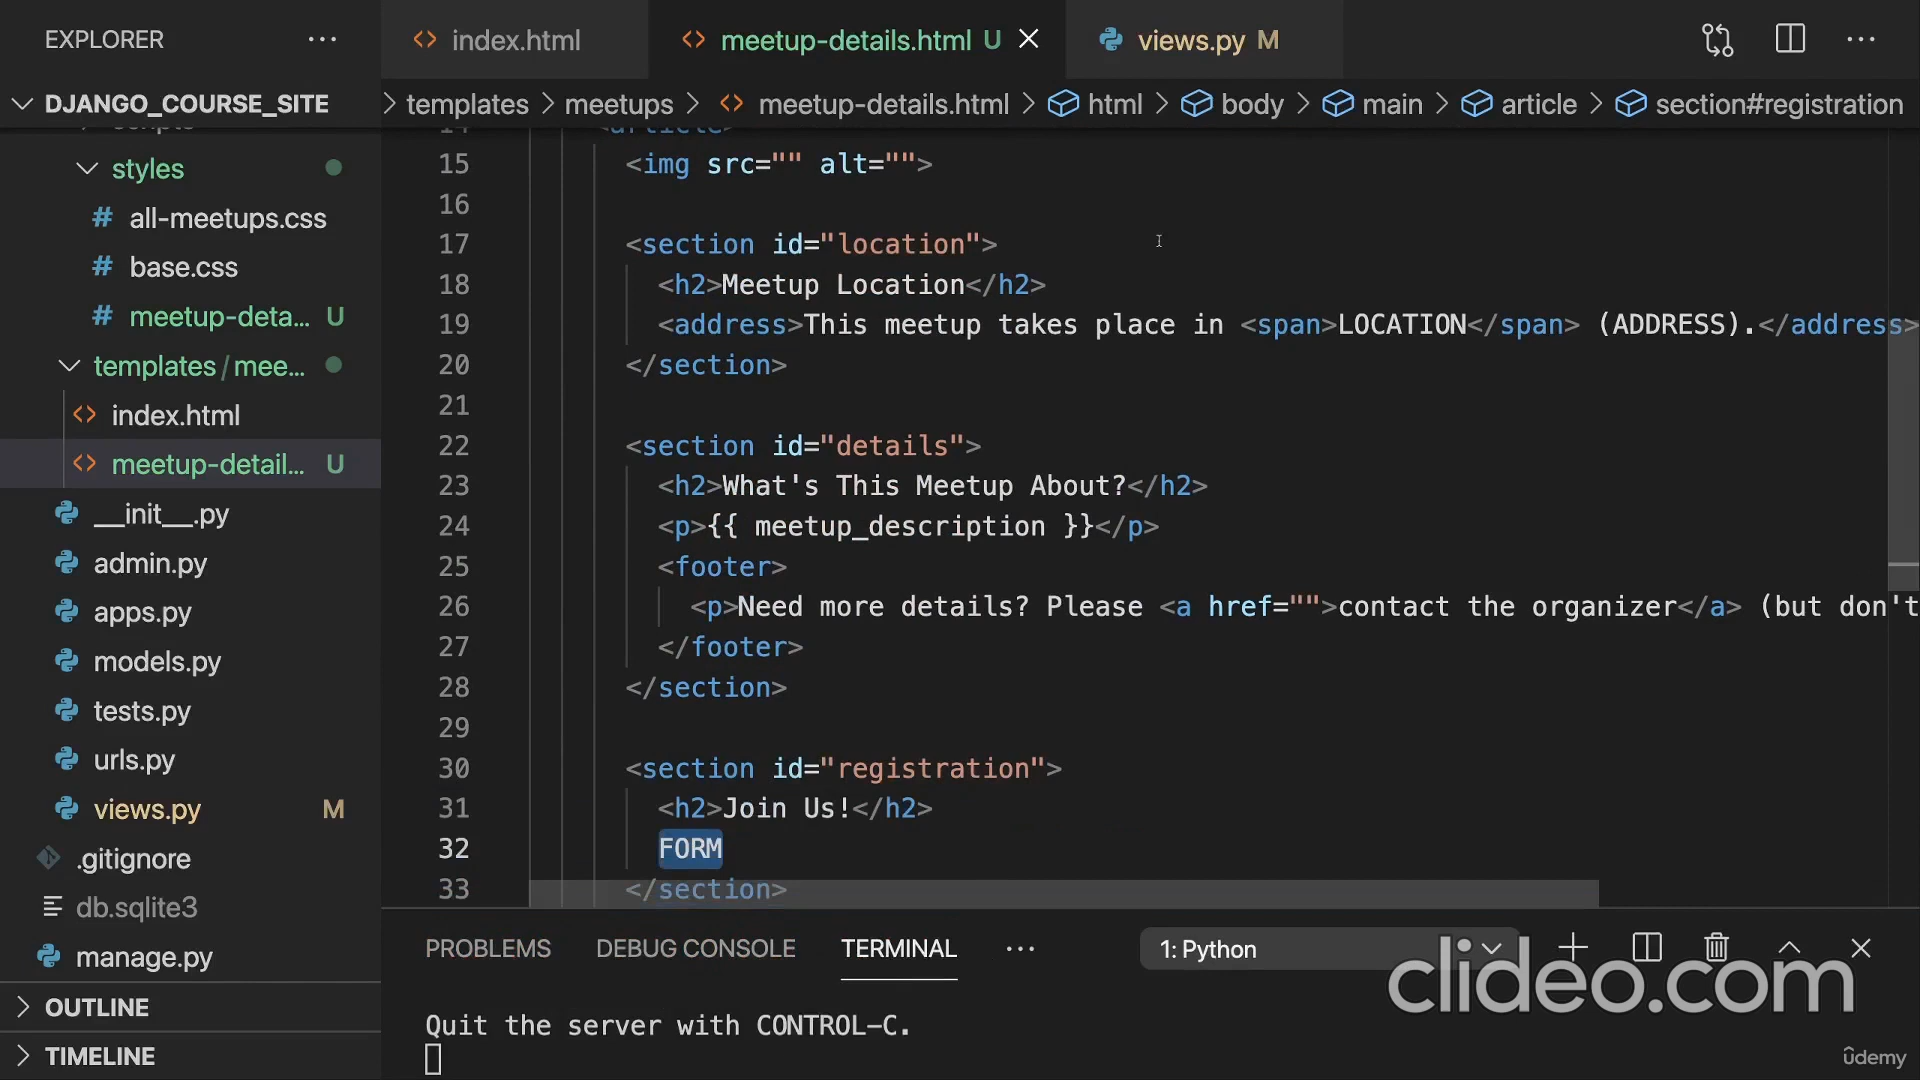 EXPLORER ···
index.html
meetup-details.html U
views.py M
DJANGO_COURSE_SITE
templates > meetups > meetup-details.html > html > body > main > article > section#registration
scripts
styles
all-meetups.css
base.css
meetup-deta... U
templates/mee...
index.html
meetup-detail... U
__init__.py
admin.py
apps.py
models.py
tests.py
urls.py
views.py M
.gitignore
db.sqlite3
manage.py
OUTLINE
TIMELINE
14 <article>
15 <img src="" alt="">
16
17 <section id="location">
18 <h2>Meetup Location</h2>
19 <address>This meetup takes place in <span>LOCATION</span> (ADDRESS).</address>
20 </section>
21
22 <section id="details">
23 <h2>What's This Meetup About?</h2>
24 <p>{{ meetup_description }}</p>
25 <footer>
26 <p>Need more details? Please <a href="">contact the organizer</a> (but don't
27 </footer>
28 </section>
29
30 <section id="registration">
31 <h2>Join Us!</h2>
32 FORM
33 </section>
PROBLEMS DEBUG CONSOLE TERMINAL ··· 1: Python
Quit the server with CONTROL-C.
clideo.com
ûdemy